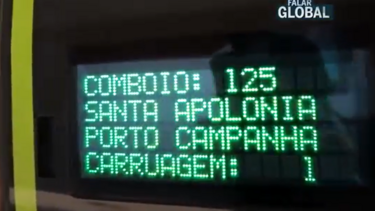 FALAR
GLOBAL
COMBOIO: 125
SANTA APOLONIA
PORTO CAMPANHA
CARRUAGEM: 1